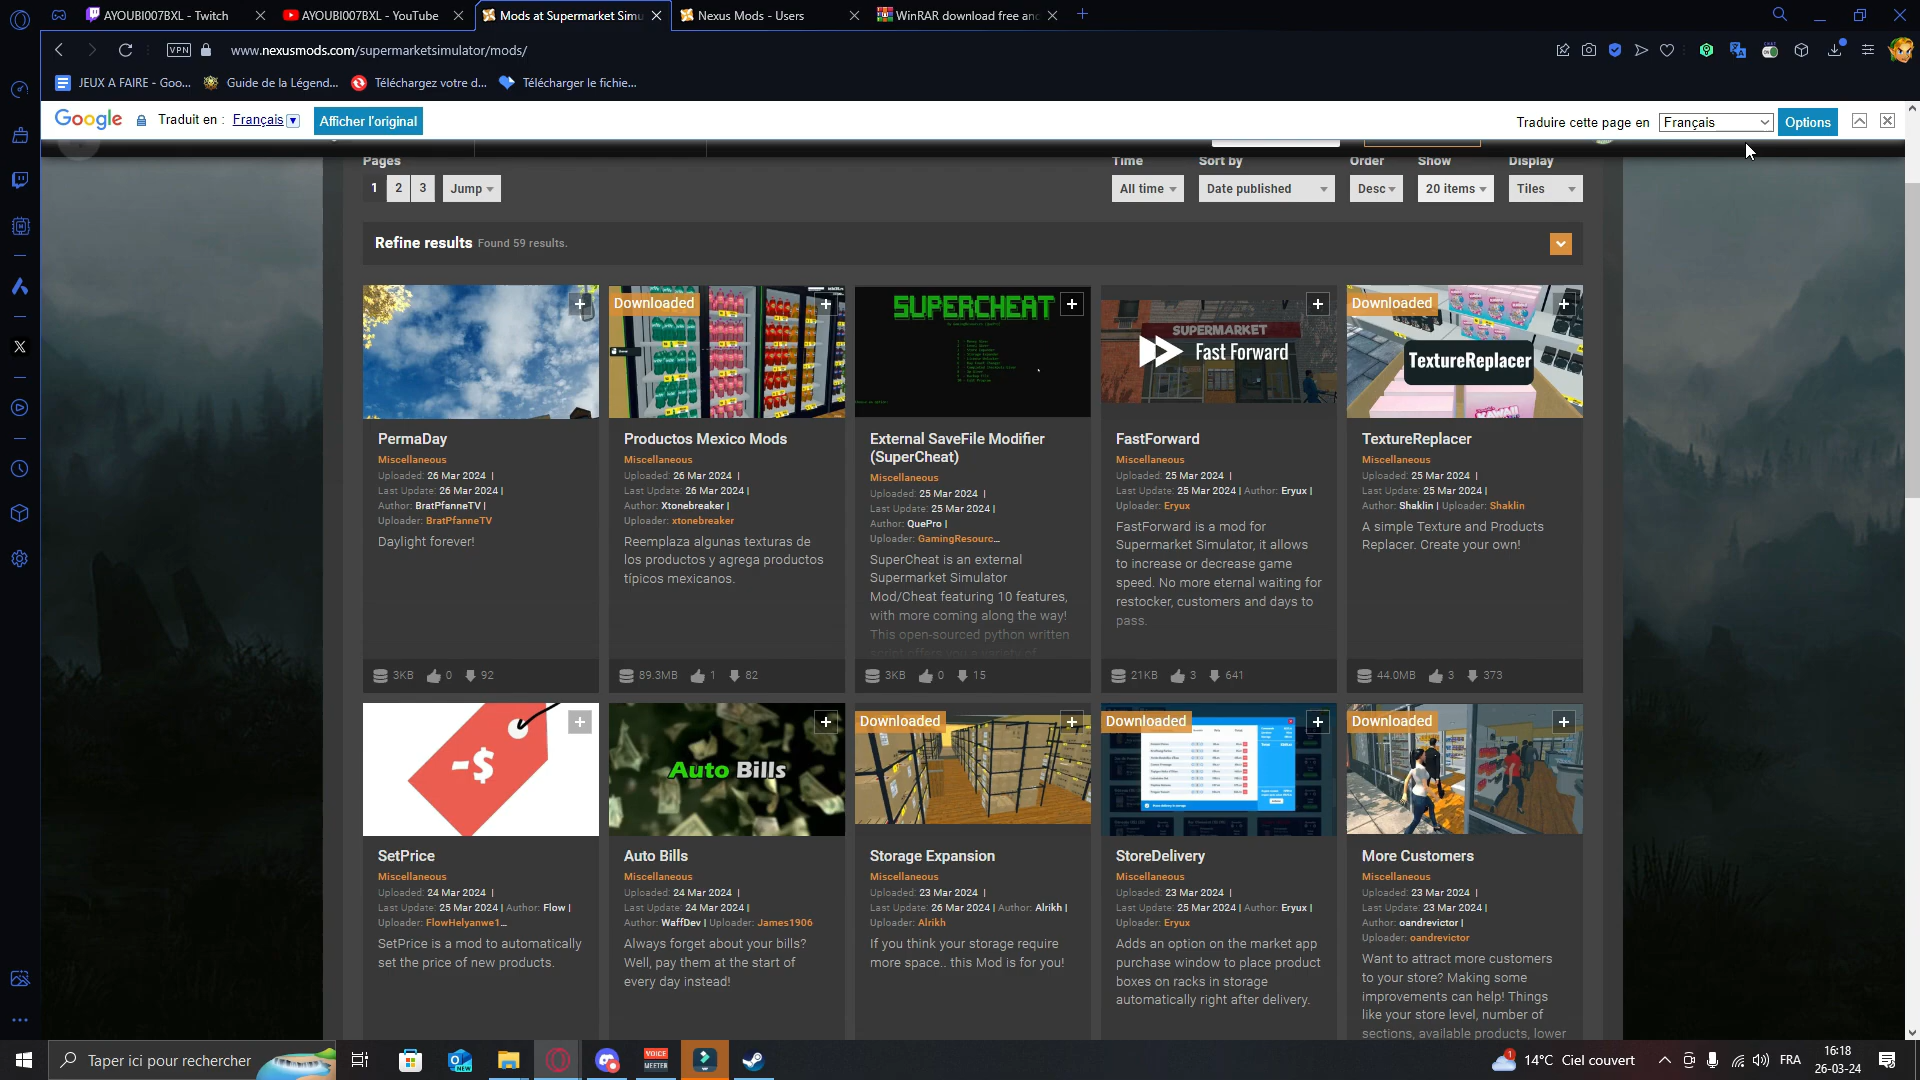 AYOUBI007BXL - Twitch
AYOUBI007BXL - YouTube
Mods at Supermarket Simu
Nexus Mods - Users
WinRAR download free and
VPN
www.nexusmods.com/supermarketsimulator/mods/
JEUX A FAIRE - Goo...
Guide de la Légend...
Téléchargez votre d...
Télécharger le fichie...
Google
Traduit en :
Français
Afficher l'original
Traduire cette page en
Français
Options
Pages
Time
Sort by
Order
Show
Display
1
2
3
Jump
All time
Date published
Desc
20 items
Tiles
Refine results Found 59 results.
Downloaded
SUPERCHEAT
SUPERMARKET
Fast Forward
Downloaded
TextureReplacer
PermaDay
Miscellaneous
Uploaded: 26 Mar 2024 |
Last Update: 26 Mar 2024 |
Author: BratPfanneTV |
Uploader: BratPfanneTV
Daylight forever!
3KB 0 92
Productos Mexico Mods
Miscellaneous
Uploaded: 26 Mar 2024 |
Last Update: 26 Mar 2024 |
Author: Xtonebreaker |
Uploader: xtonebreaker
Reemplaza algunas texturas de
los productos y agrega productos
típicos mexicanos.
89.3MB 1 82
External SaveFile Modifier
(SuperCheat)
Miscellaneous
Uploaded: 25 Mar 2024 |
Last Update: 25 Mar 2024 |
Author: QuePro |
Uploader: GamingResourc...
SuperCheat is an external
Supermarket Simulator
Mod/Cheat featuring 10 features,
with more coming along the way!
This open-sourced python written
script offers you a variety of
3KB 0 15
FastForward
Miscellaneous
Uploaded: 25 Mar 2024 |
Last Update: 25 Mar 2024 | Author: Eryux |
Uploader: Eryux
FastForward is a mod for
Supermarket Simulator, it allows
to increase or decrease game
speed. No more eternal waiting for
restocker, customers and days to
pass.
21KB 3 641
TextureReplacer
Miscellaneous
Uploaded: 25 Mar 2024 |
Last Update: 25 Mar 2024 |
Author: Shaklin | Uploader: Shaklin
A simple Texture and Products
Replacer. Create your own!
44.0MB 3 373
-$
Auto Bills
Downloaded
Downloaded
Downloaded
SetPrice
Miscellaneous
Uploaded: 24 Mar 2024 |
Last Update: 25 Mar 2024 | Author: Flow |
Uploader: FlowHelyanwe1...
SetPrice is a mod to automatically
set the price of new products.
Auto Bills
Miscellaneous
Uploaded: 24 Mar 2024 |
Last Update: 24 Mar 2024 |
Author: WaffDev | Uploader: James1906
Always forget about your bills?
Well, pay them at the start of
every day instead!
Storage Expansion
Miscellaneous
Uploaded: 23 Mar 2024 |
Last Update: 26 Mar 2024 | Author: Alrikh |
Uploader: Alrikh
If you think your storage require
more space.. this Mod is for you!
StoreDelivery
Miscellaneous
Uploaded: 23 Mar 2024 |
Last Update: 25 Mar 2024 | Author: Eryux |
Uploader: Eryux
Adds an option on the market app
purchase window to place product
boxes on racks in storage
automatically right after delivery.
More Customers
Miscellaneous
Uploaded: 23 Mar 2024 |
Last Update: 23 Mar 2024 |
Author: oandrevictor |
Uploader: oandrevictor
Want to attract more customers
to your store? Making some
improvements can help! Things
like your store level, number of
sections, available products, lower
Taper ici pour rechercher
NEW
VOICE
MEETER
1
14°C Ciel couvert
FRA
16:18
26-03-24